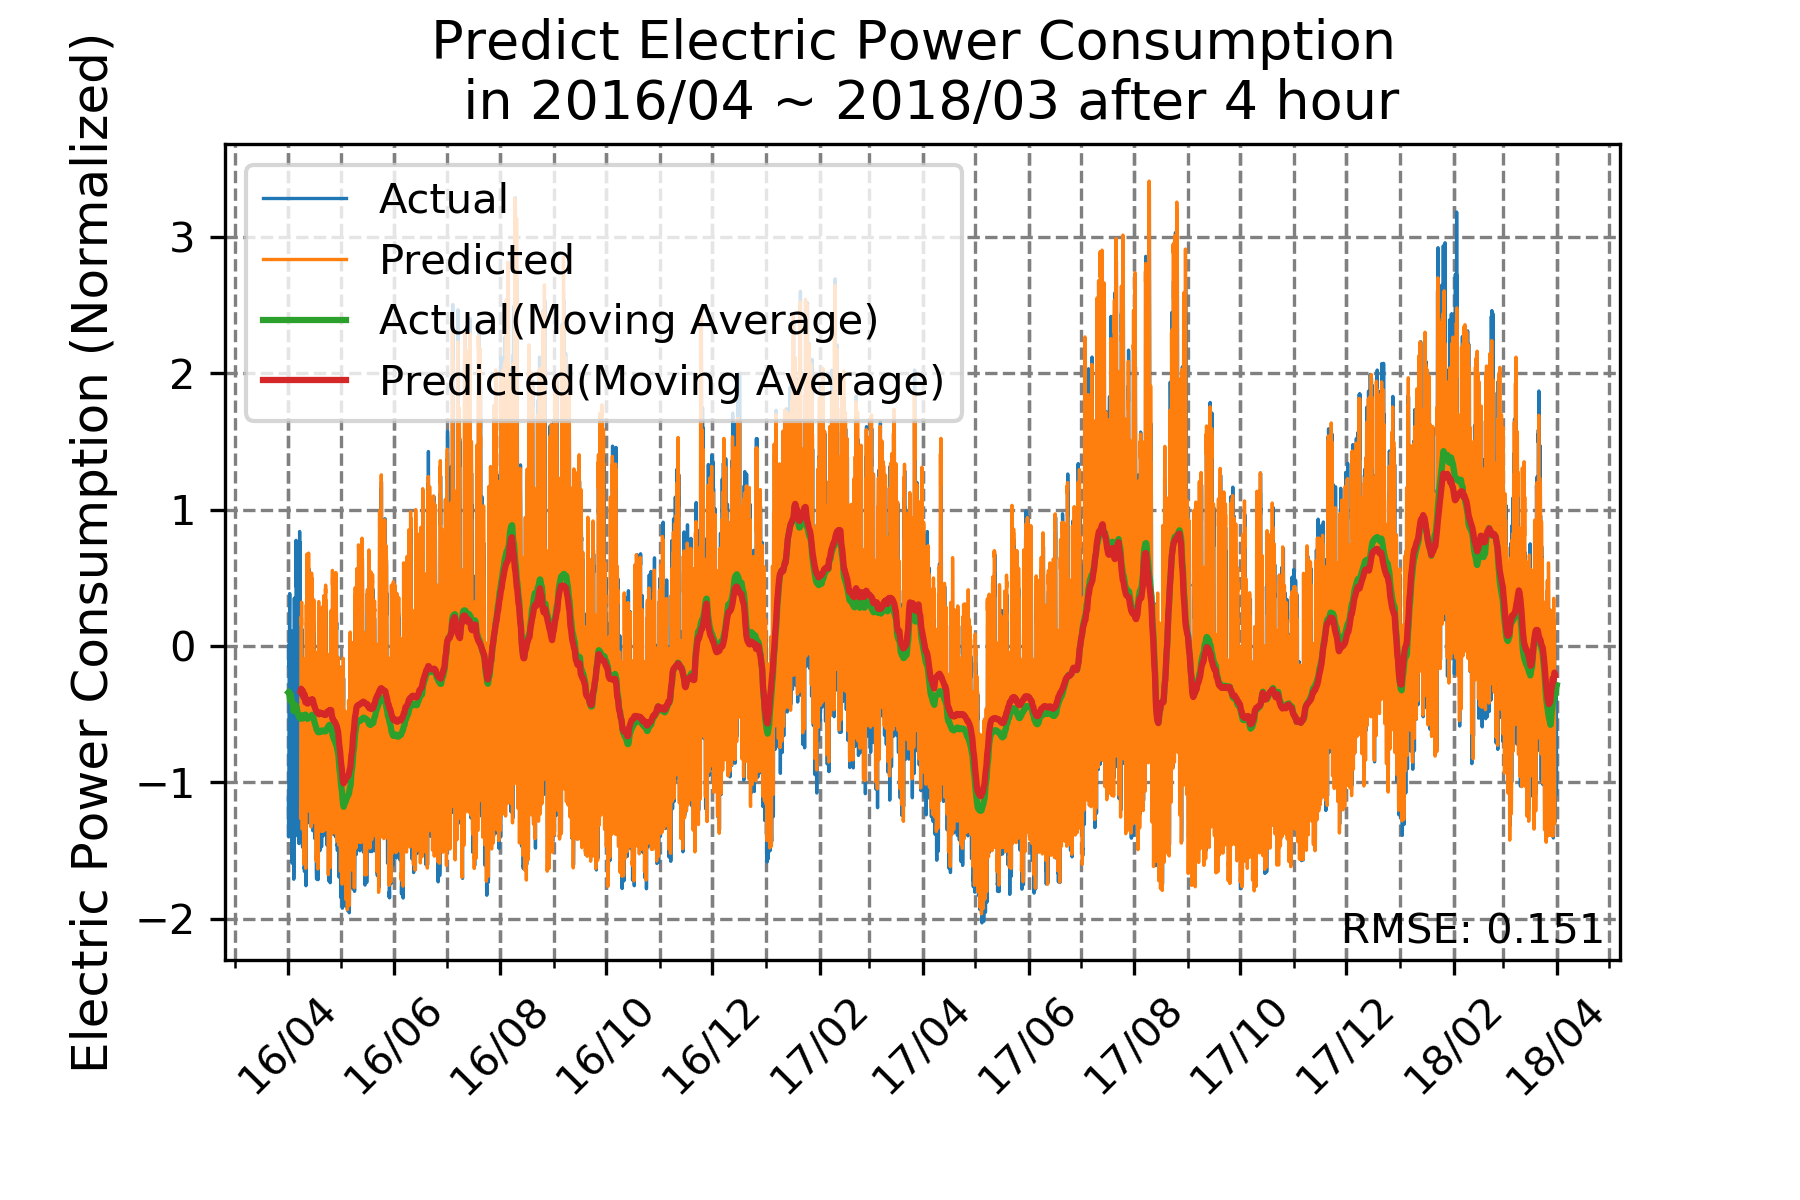 Predict Electric Power Consumption
in 2016/04 ~ 2018/03 after 4 hour
Electric Power Consumption (Normalized)
Actual
Predicted
Actual(Moving Average)
Predicted(Moving Average)
3
2
1
0
−1
−2
RMSE: 0.151
16/04
16/06
16/08
16/10
16/12
17/02
17/04
17/06
17/08
17/10
17/12
18/02
18/04